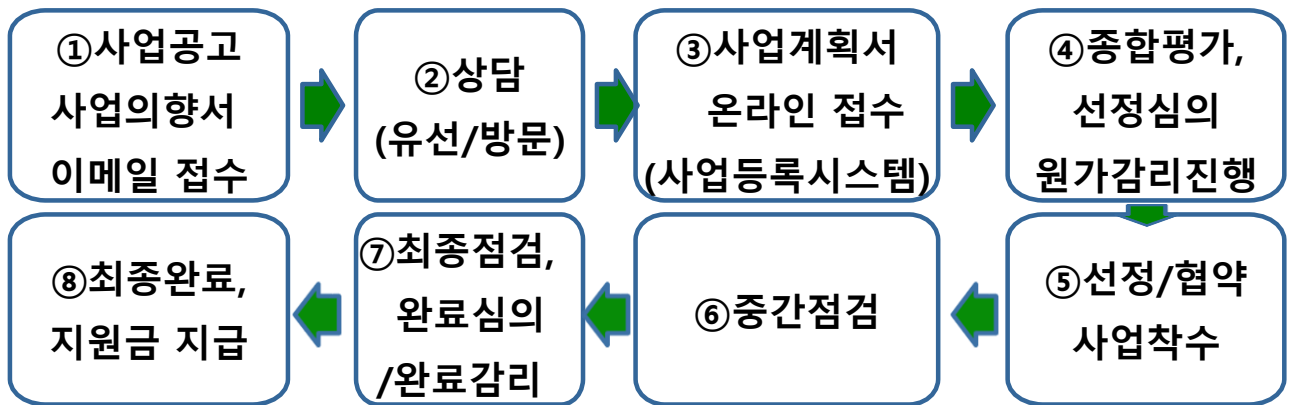 ①사업공고
사업의향서
이메일 접수
②상담
(유선/방문)
③사업계획서
온라인 접수
(사업등록시스템)
④종합평가,
선정심의
원가감리진행
⑤선정/협약
사업착수
⑥중간점검
⑦최종점검,
완료심의
/완료감리
⑧최종완료,
지원금 지급